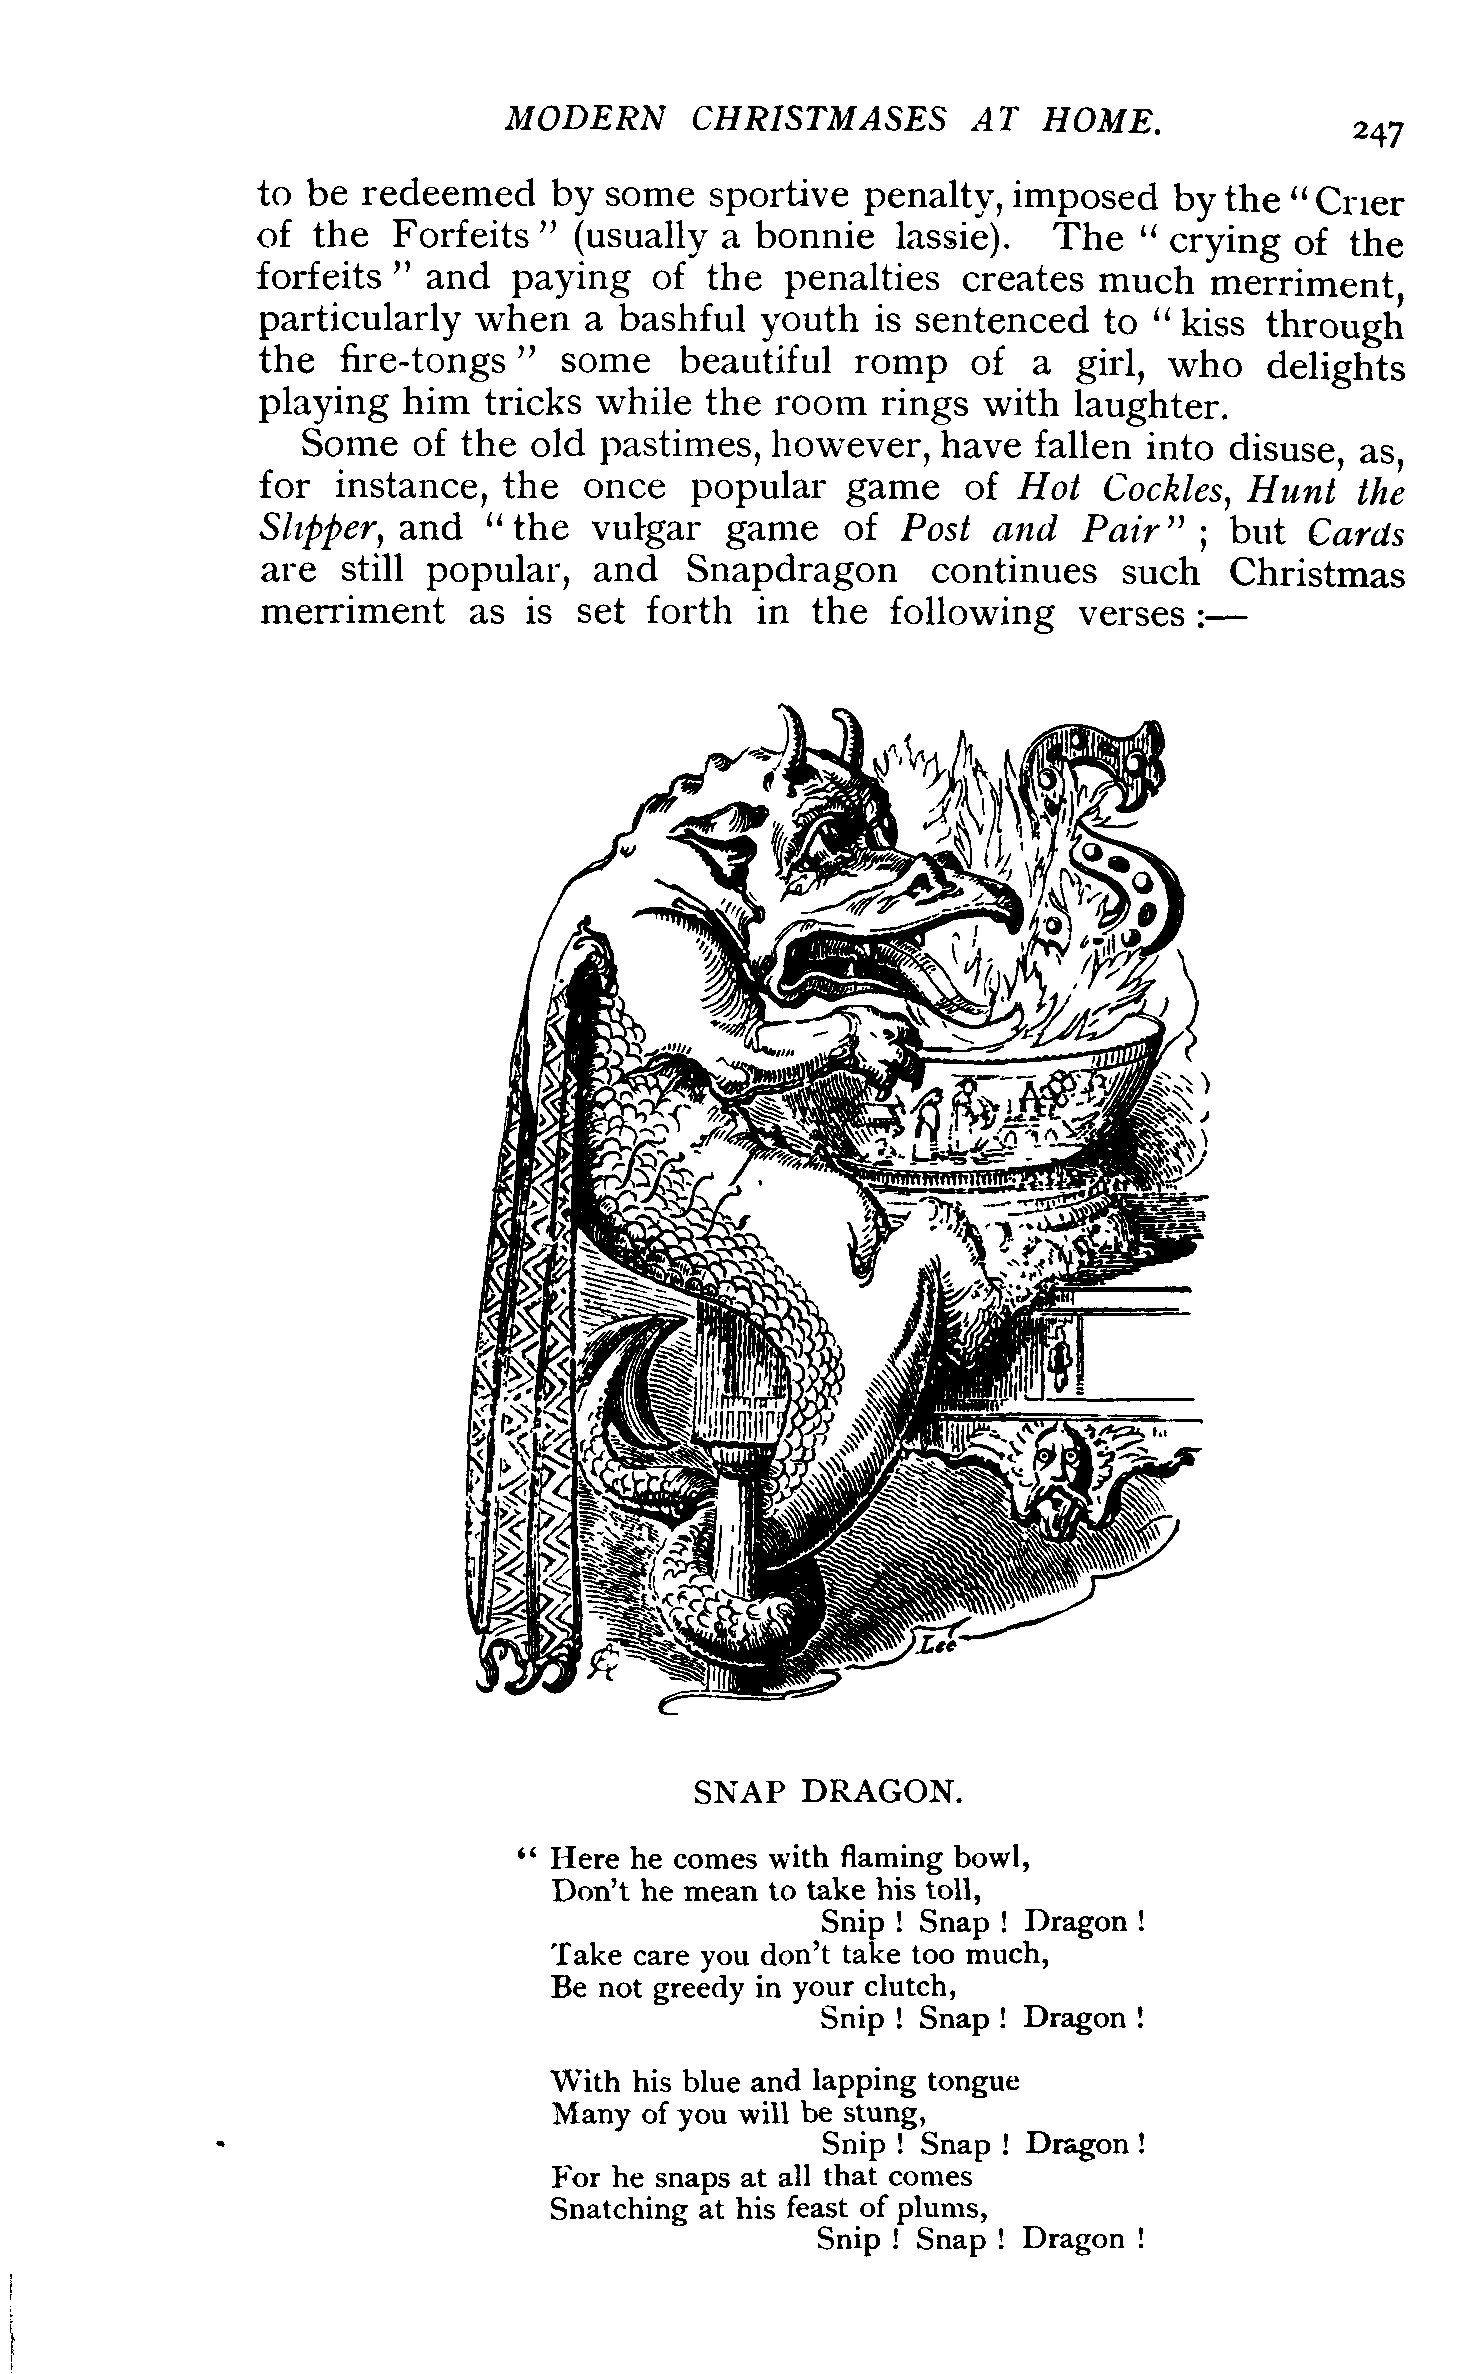 MODERN CHRISTMASES AT HOME.
247
to be redeemed by some sportive penalty, imposed by the “Crier
of the Forfeits” (usually a bonnie lassie). The “crying of the
forfeits” and paying of the penalties creates much merriment,
particularly when a bashful youth is sentenced to “kiss through
the fire-tongs” some beautiful romp of a girl, who delights
playing him tricks while the room rings with laughter.
Some of the old pastimes, however, have fallen into disuse, as,
for instance, the once popular game of Hot Cockles, Hunt the
Slipper, and “the vulgar game of Post and Pair”; but Cards
are still popular, and Snapdragon continues such Christmas
merriment as is set forth in the following verses :—
Lee
SNAP DRAGON.
“ Here he comes with flaming bowl,
Don't he mean to take his toll,
Snip ! Snap ! Dragon !
Take care you don't take too much,
Be not greedy in your clutch,
Snip ! Snap ! Dragon !
With his blue and lapping tongue
Many of you will be stung,
Snip ! Snap ! Dragon !
For he snaps at all that comes
Snatching at his feast of plums,
Snip ! Snap ! Dragon !